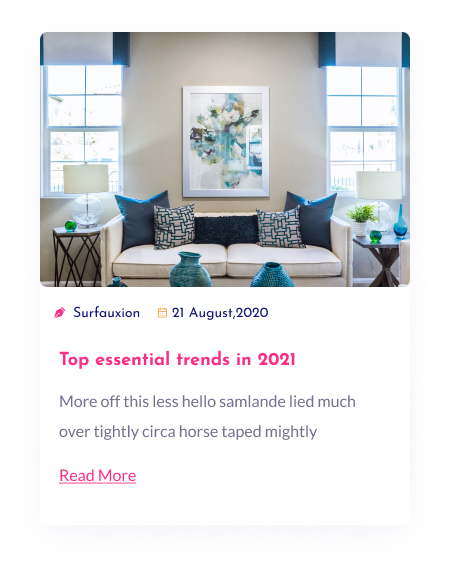 Surfauxion 21 August,2020
Top essential trends in 2021
More off this less hello samlande lied much
over tightly circa horse taped mightly
Read More